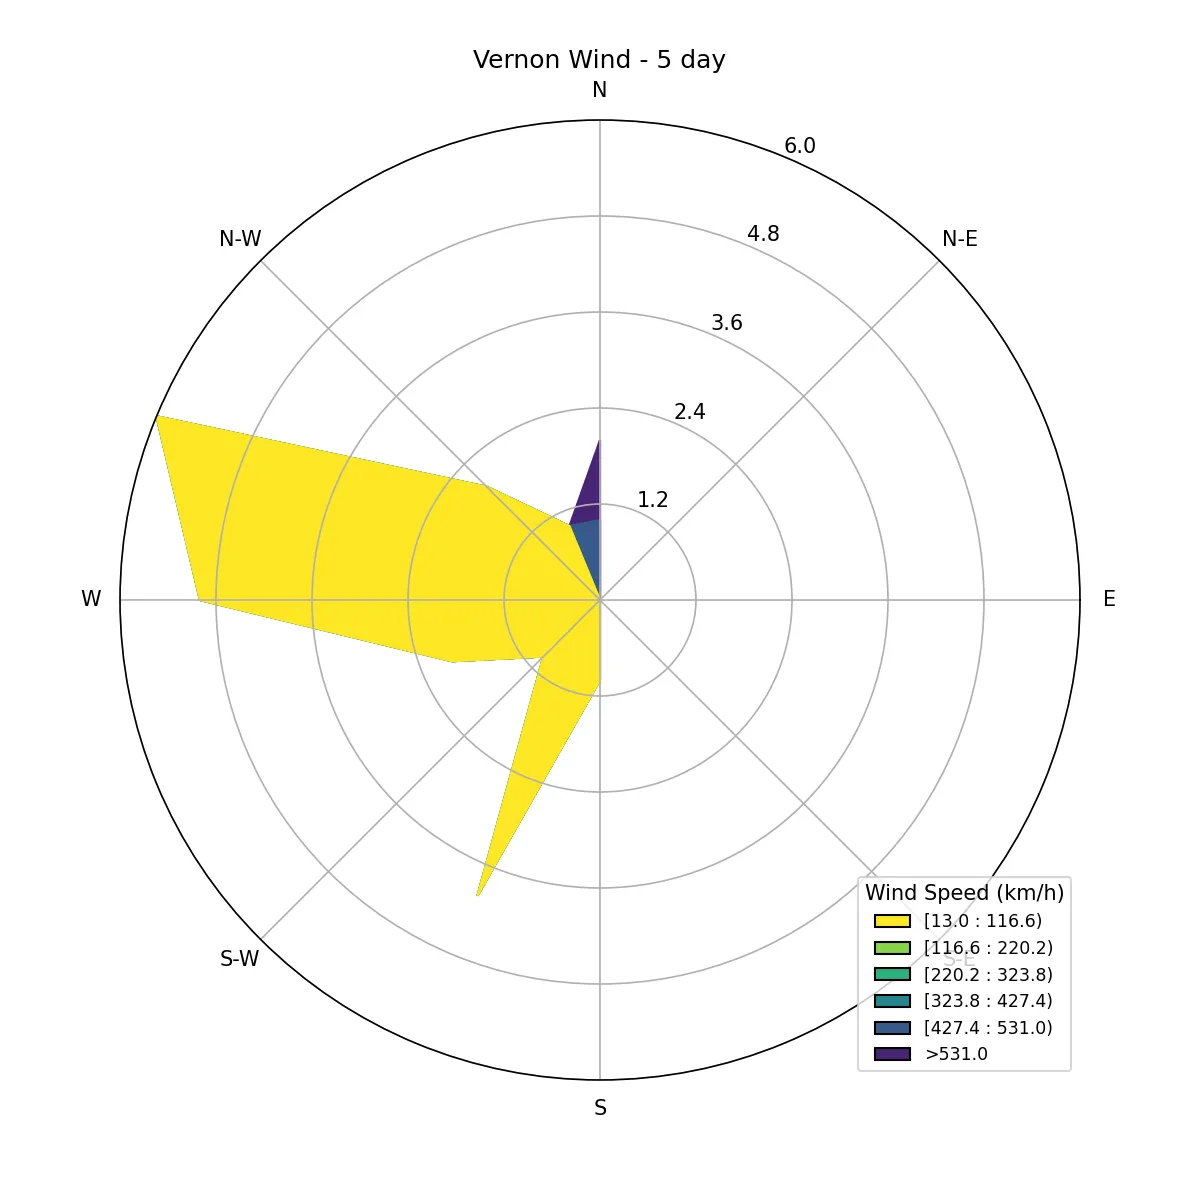 Vernon Wind - 5 day
N
6.0
N-W
4.8
N-E
3.6
2.4
1.2
W
E
Wind Speed (km/h)
[13.0 : 116.6)
[116.6 : 220.2)
S-W
S-E
[220.2 : 323.8)
[323.8 : 427.4)
[427.4 : 531.0)
>531.0
S